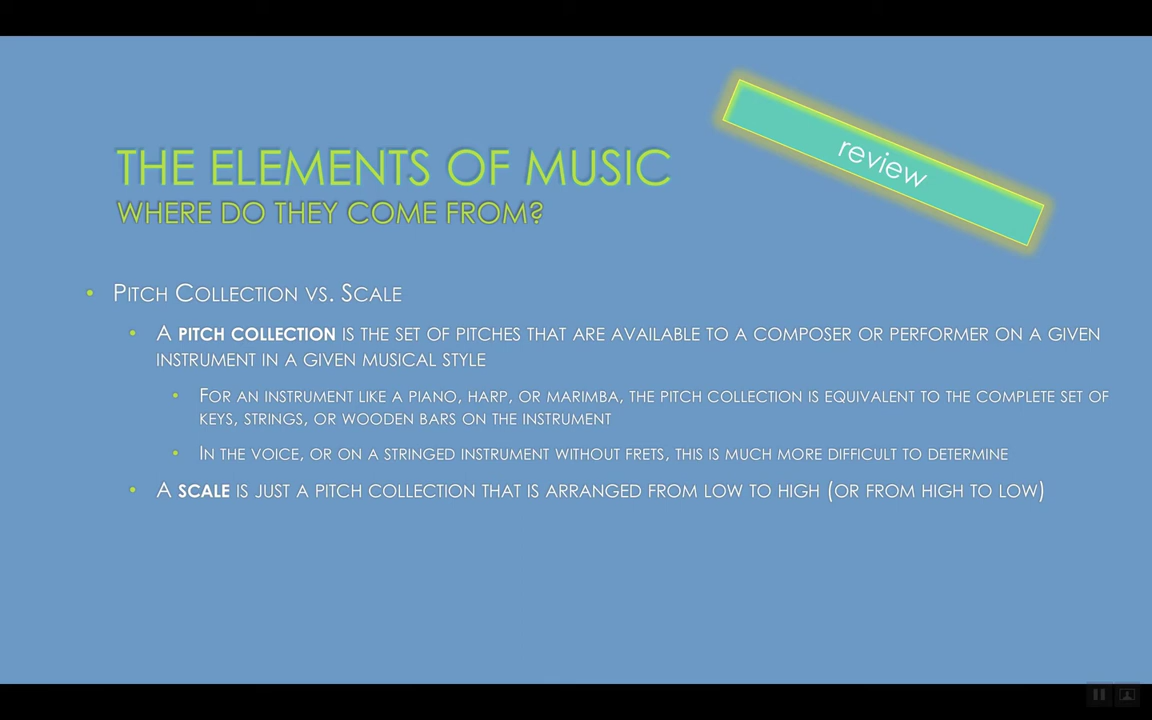 review
THE ELEMENTS OF MUSIC
WHERE DO THEY COME FROM?
• PITCH COLLECTION VS. SCALE
• A PITCH COLLECTION IS THE SET OF PITCHES THAT ARE AVAILABLE TO A COMPOSER OR PERFORMER ON A GIVEN
INSTRUMENT IN A GIVEN MUSICAL STYLE
• FOR AN INSTRUMENT LIKE A PIANO, HARP, OR MARIMBA, THE PITCH COLLECTION IS EQUIVALENT TO THE COMPLETE SET OF
KEYS, STRINGS, OR WOODEN BARS ON THE INSTRUMENT
• IN THE VOICE, OR ON A STRINGED INSTRUMENT WITHOUT FRETS, THIS IS MUCH MORE DIFFICULT TO DETERMINE
• A SCALE IS JUST A PITCH COLLECTION THAT IS ARRANGED FROM LOW TO HIGH (OR FROM HIGH TO LOW)